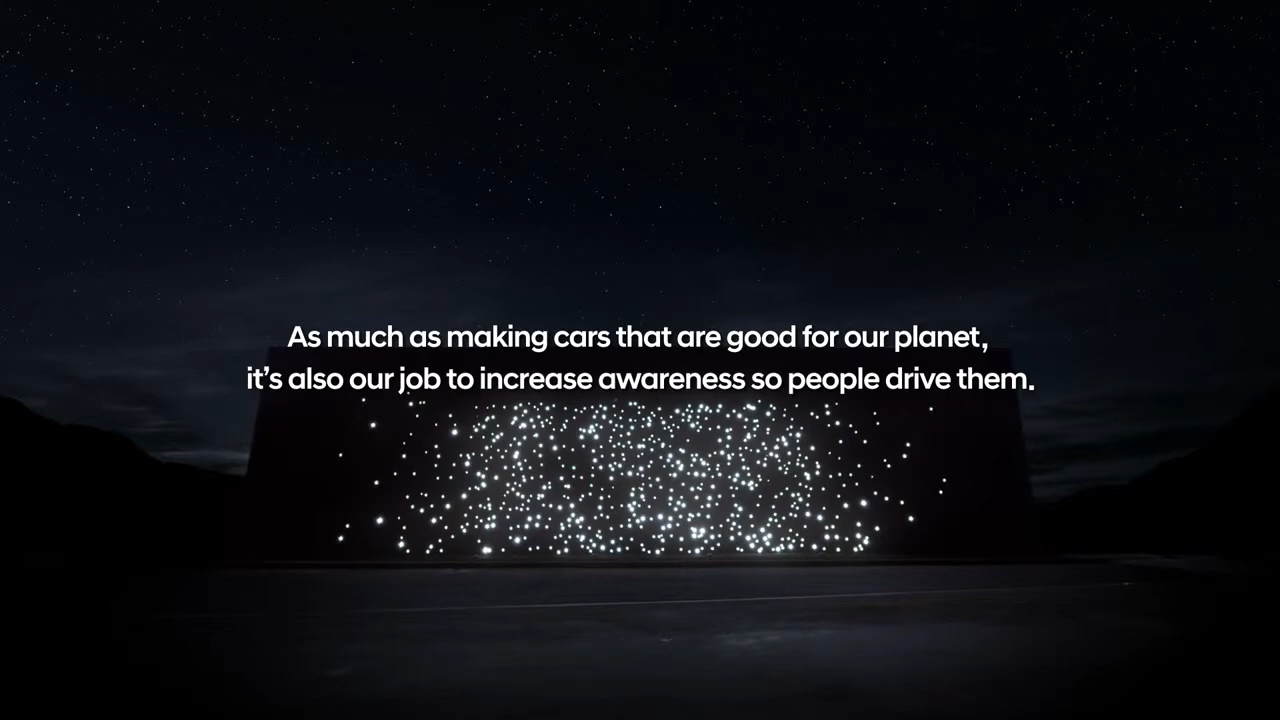 As much as making cars that are good for our planet,
it's also our job to increase awareness so people drive them.